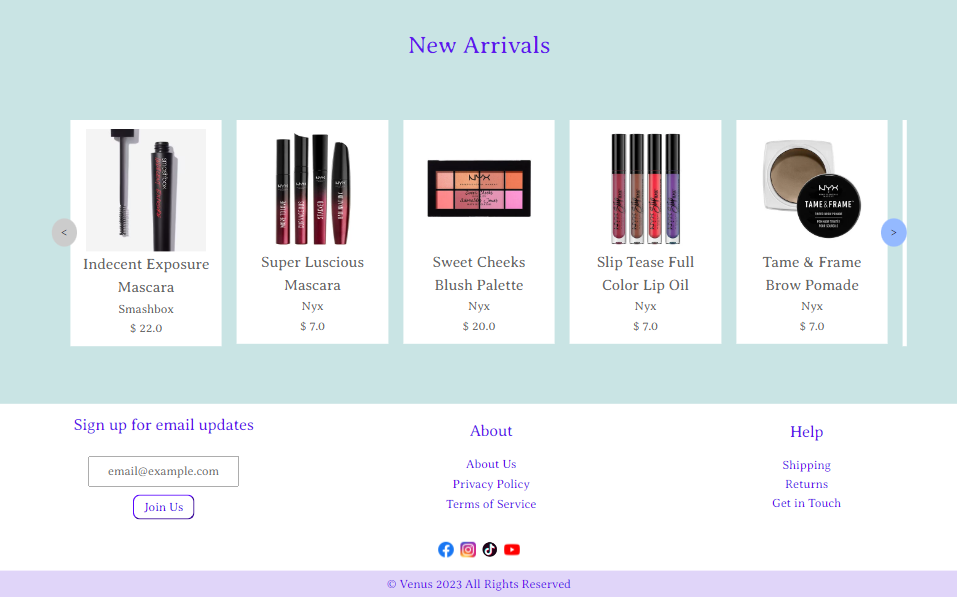 New Arrivals
<
>
smashbox
NYX
NYX
TAME&FRAME
Indecent Exposure
Mascara
Smashbox
$ 22.0
Super Luscious
Mascara
Nyx
$ 7.0
Sweet Cheeks
Blush Palette
Nyx
$ 20.0
Slip Tease Full
Color Lip Oil
Nyx
$ 7.0
Tame & Frame
Brow Pomade
Nyx
$ 7.0
Sign up for email updates
email@example.com
Join Us
About
About Us
Privacy Policy
Terms of Service
Help
Shipping
Returns
Get in Touch
© Venus 2023 All Rights Reserved